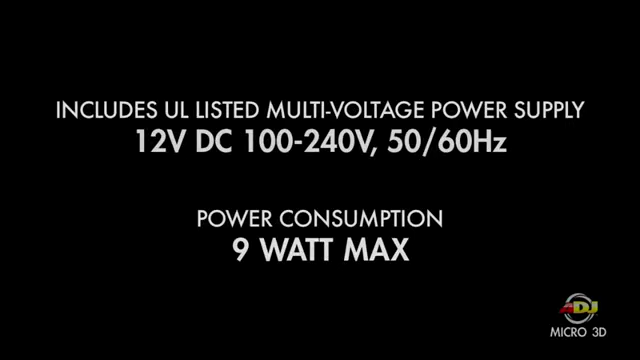 INCLUDES UL LISTED MULTI-VOLTAGE POWER SUPPLY
12V DC 100-240V, 50/60Hz
POWER CONSUMPTION
9 WATT MAX
ADJ
MICRO 3D